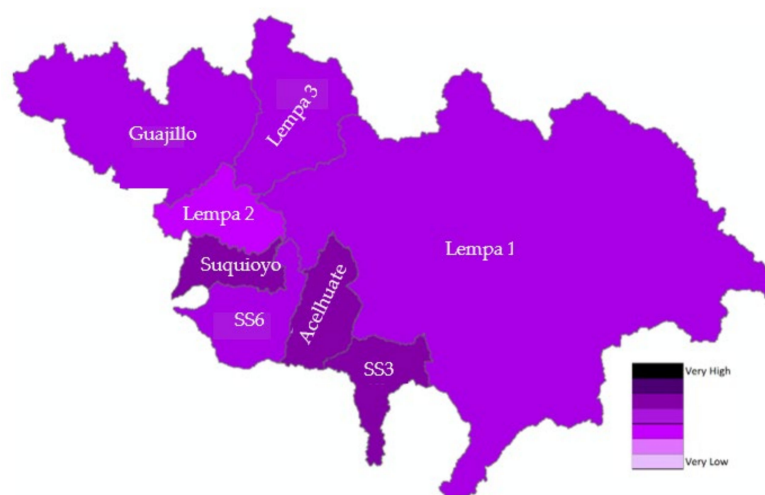 Lempa 3
Guajillo
Lempa 2
Lempa 1
Suquioyo
Acelhuate
SS6
SS3
Very High
Very Low